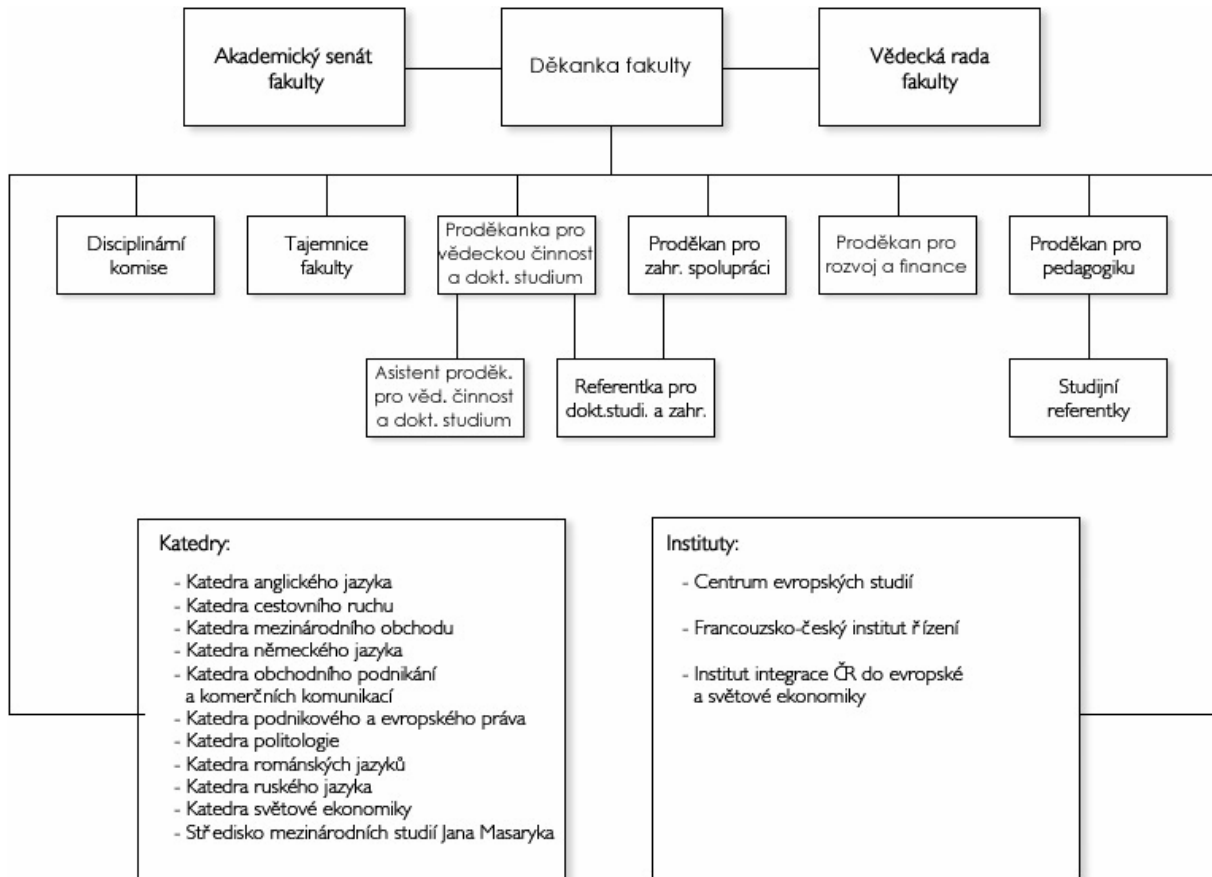 Akademický senát
fakulty
Děkanka fakulty
Vědecká rada
fakulty
Disciplinární
komise
Tajemnice
fakulty
Proděkanka pro
vědeckou činnost
a dokt. studium
Proděkan pro
zahr. spolupráci
Proděkan pro
rozvoj a finance
Proděkan pro
pedagogiku
Asistent proděk.
pro věd. činnost
a dokt. studium
Referentka pro
dokt.studi. a zahr.
Studijní
referentky
Katedry:
- Katedra anglického jazyka
- Katedra cestovního ruchu
- Katedra mezinárodního obchodu
- Katedra německého jazyka
- Katedra obchodního podnikání
a komerčních komunikací
- Katedra podnikového a evropského práva
- Katedra politologie
- Katedra románských jazyků
- Katedra ruského jazyka
- Katedra světové ekonomiky
- Středisko mezinárodních studií Jana Masaryka
Instituty:
- Centrum evropských studií
- Francouzsko-český institut řízení
- Institut integrace ČR do evropské
a světové ekonomiky